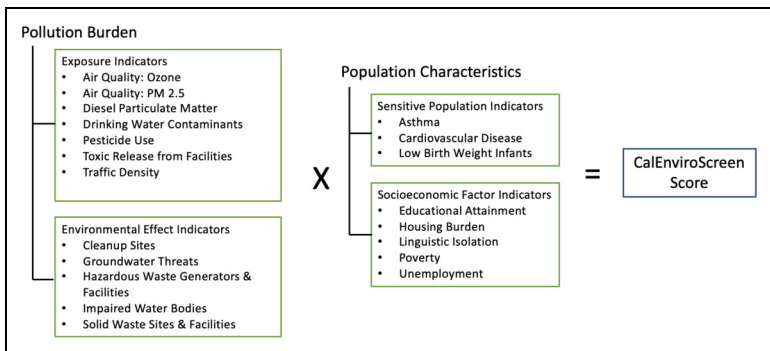 Pollution Burden
Exposure Indicators
• Air Quality: Ozone
• Air Quality: PM 2.5
• Diesel Particulate Matter
• Drinking Water Contaminants
• Pesticide Use
• Toxic Release from Facilities
• Traffic Density
Environmental Effect Indicators
• Cleanup Sites
• Groundwater Threats
• Hazardous Waste Generators &
Facilities
• Impaired Water Bodies
• Solid Waste Sites & Facilities
X
Population Characteristics
Sensitive Population Indicators
• Asthma
• Cardiovascular Disease
• Low Birth Weight Infants
Socioeconomic Factor Indicators
• Educational Attainment
• Housing Burden
• Linguistic Isolation
• Poverty
• Unemployment
=
CalEnviroScreen
Score